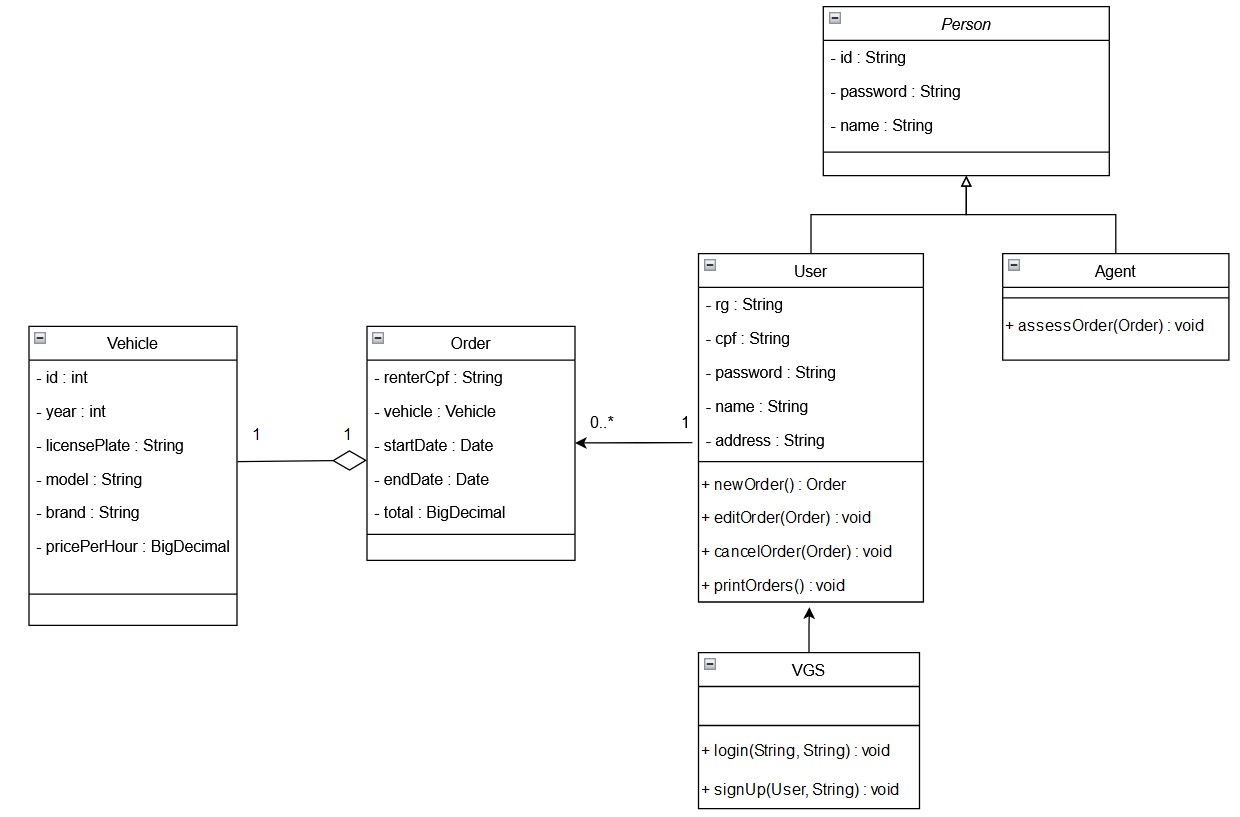 Person
- id : String
- password : String
- name : String
User
- rg : String
- cpf : String
- password : String
- name : String
- address : String
+ newOrder() : Order
+ editOrder(Order) : void
+ cancelOrder(Order) : void
+ printOrders() : void
Agent
+ assessOrder(Order) : void
Vehicle
- id : int
- year : int
- licensePlate : String
- model : String
- brand : String
- pricePerHour : BigDecimal
1
1
Order
- renterCpf : String
- vehicle : Vehicle
- startDate : Date
- endDate : Date
- total : BigDecimal
0..*
1
VGS
+ login(String, String) : void
+ signUp(User, String) : void